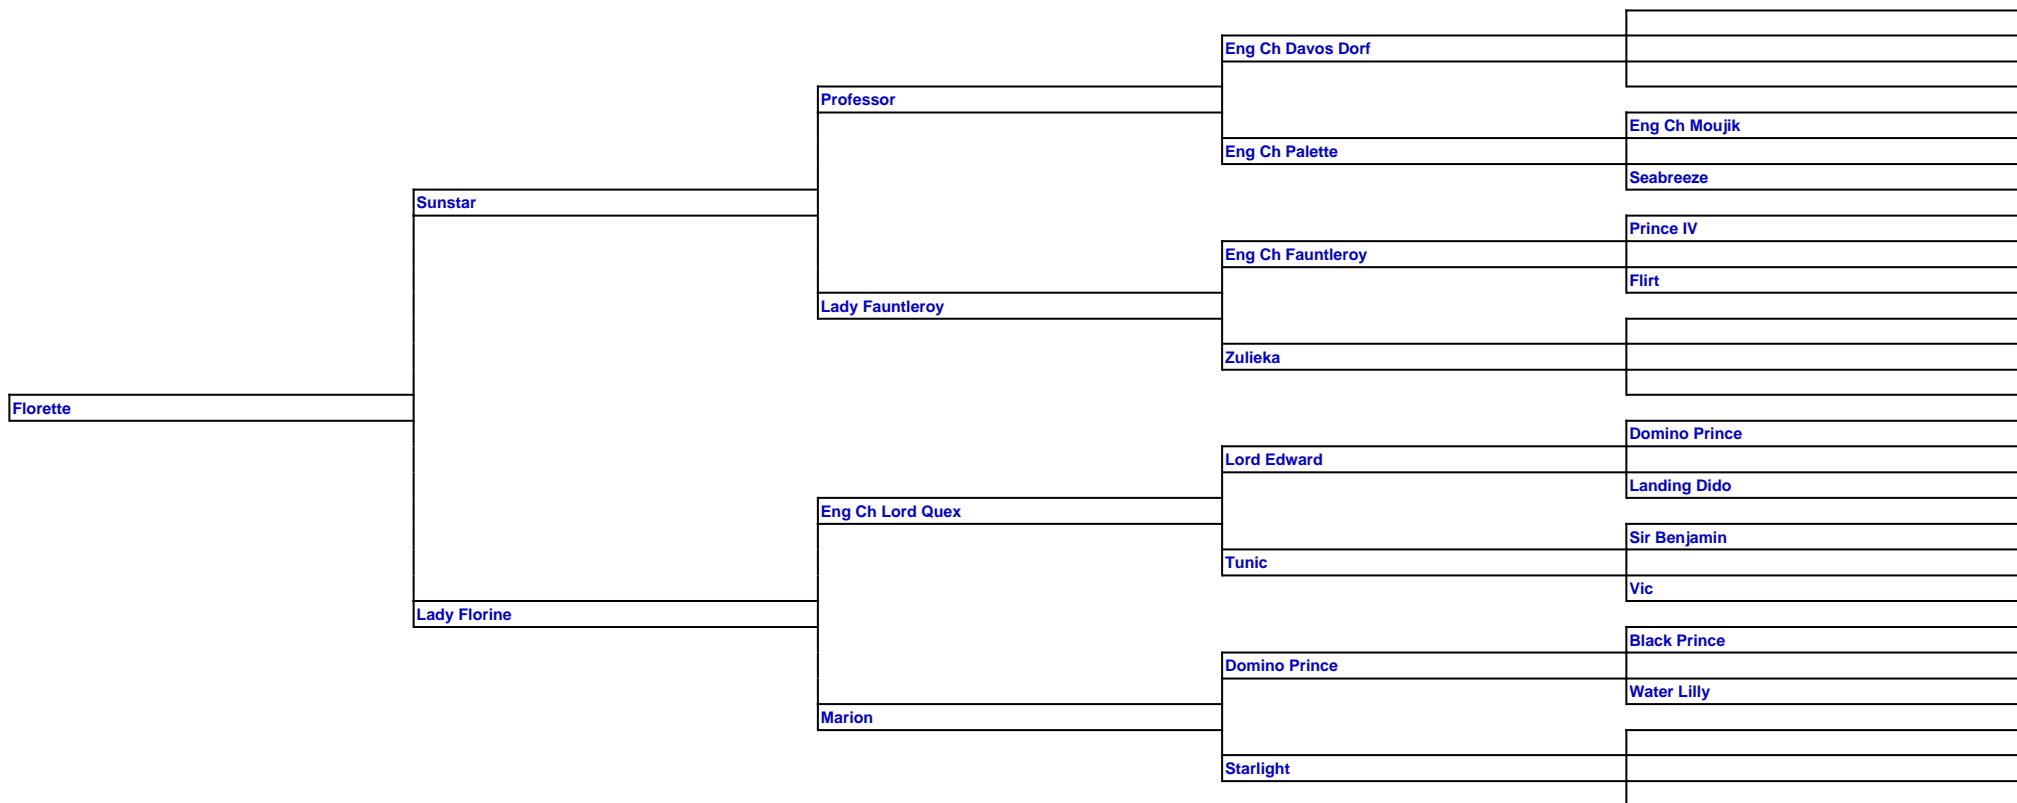 Eng Ch Davos Dorf
Professor
Eng Ch Moujik
Eng Ch Palette
Seabreeze
Sunstar
Prince IV
Eng Ch Fauntleroy
Flirt
Lady Fauntleroy
Zulieka
Florette
Domino Prince
Lord Edward
Landing Dido
Eng Ch Lord Quex
Sir Benjamin
Tunic
Vic
Lady Florine
Black Prince
Domino Prince
Water Lilly
Marion
Starlight